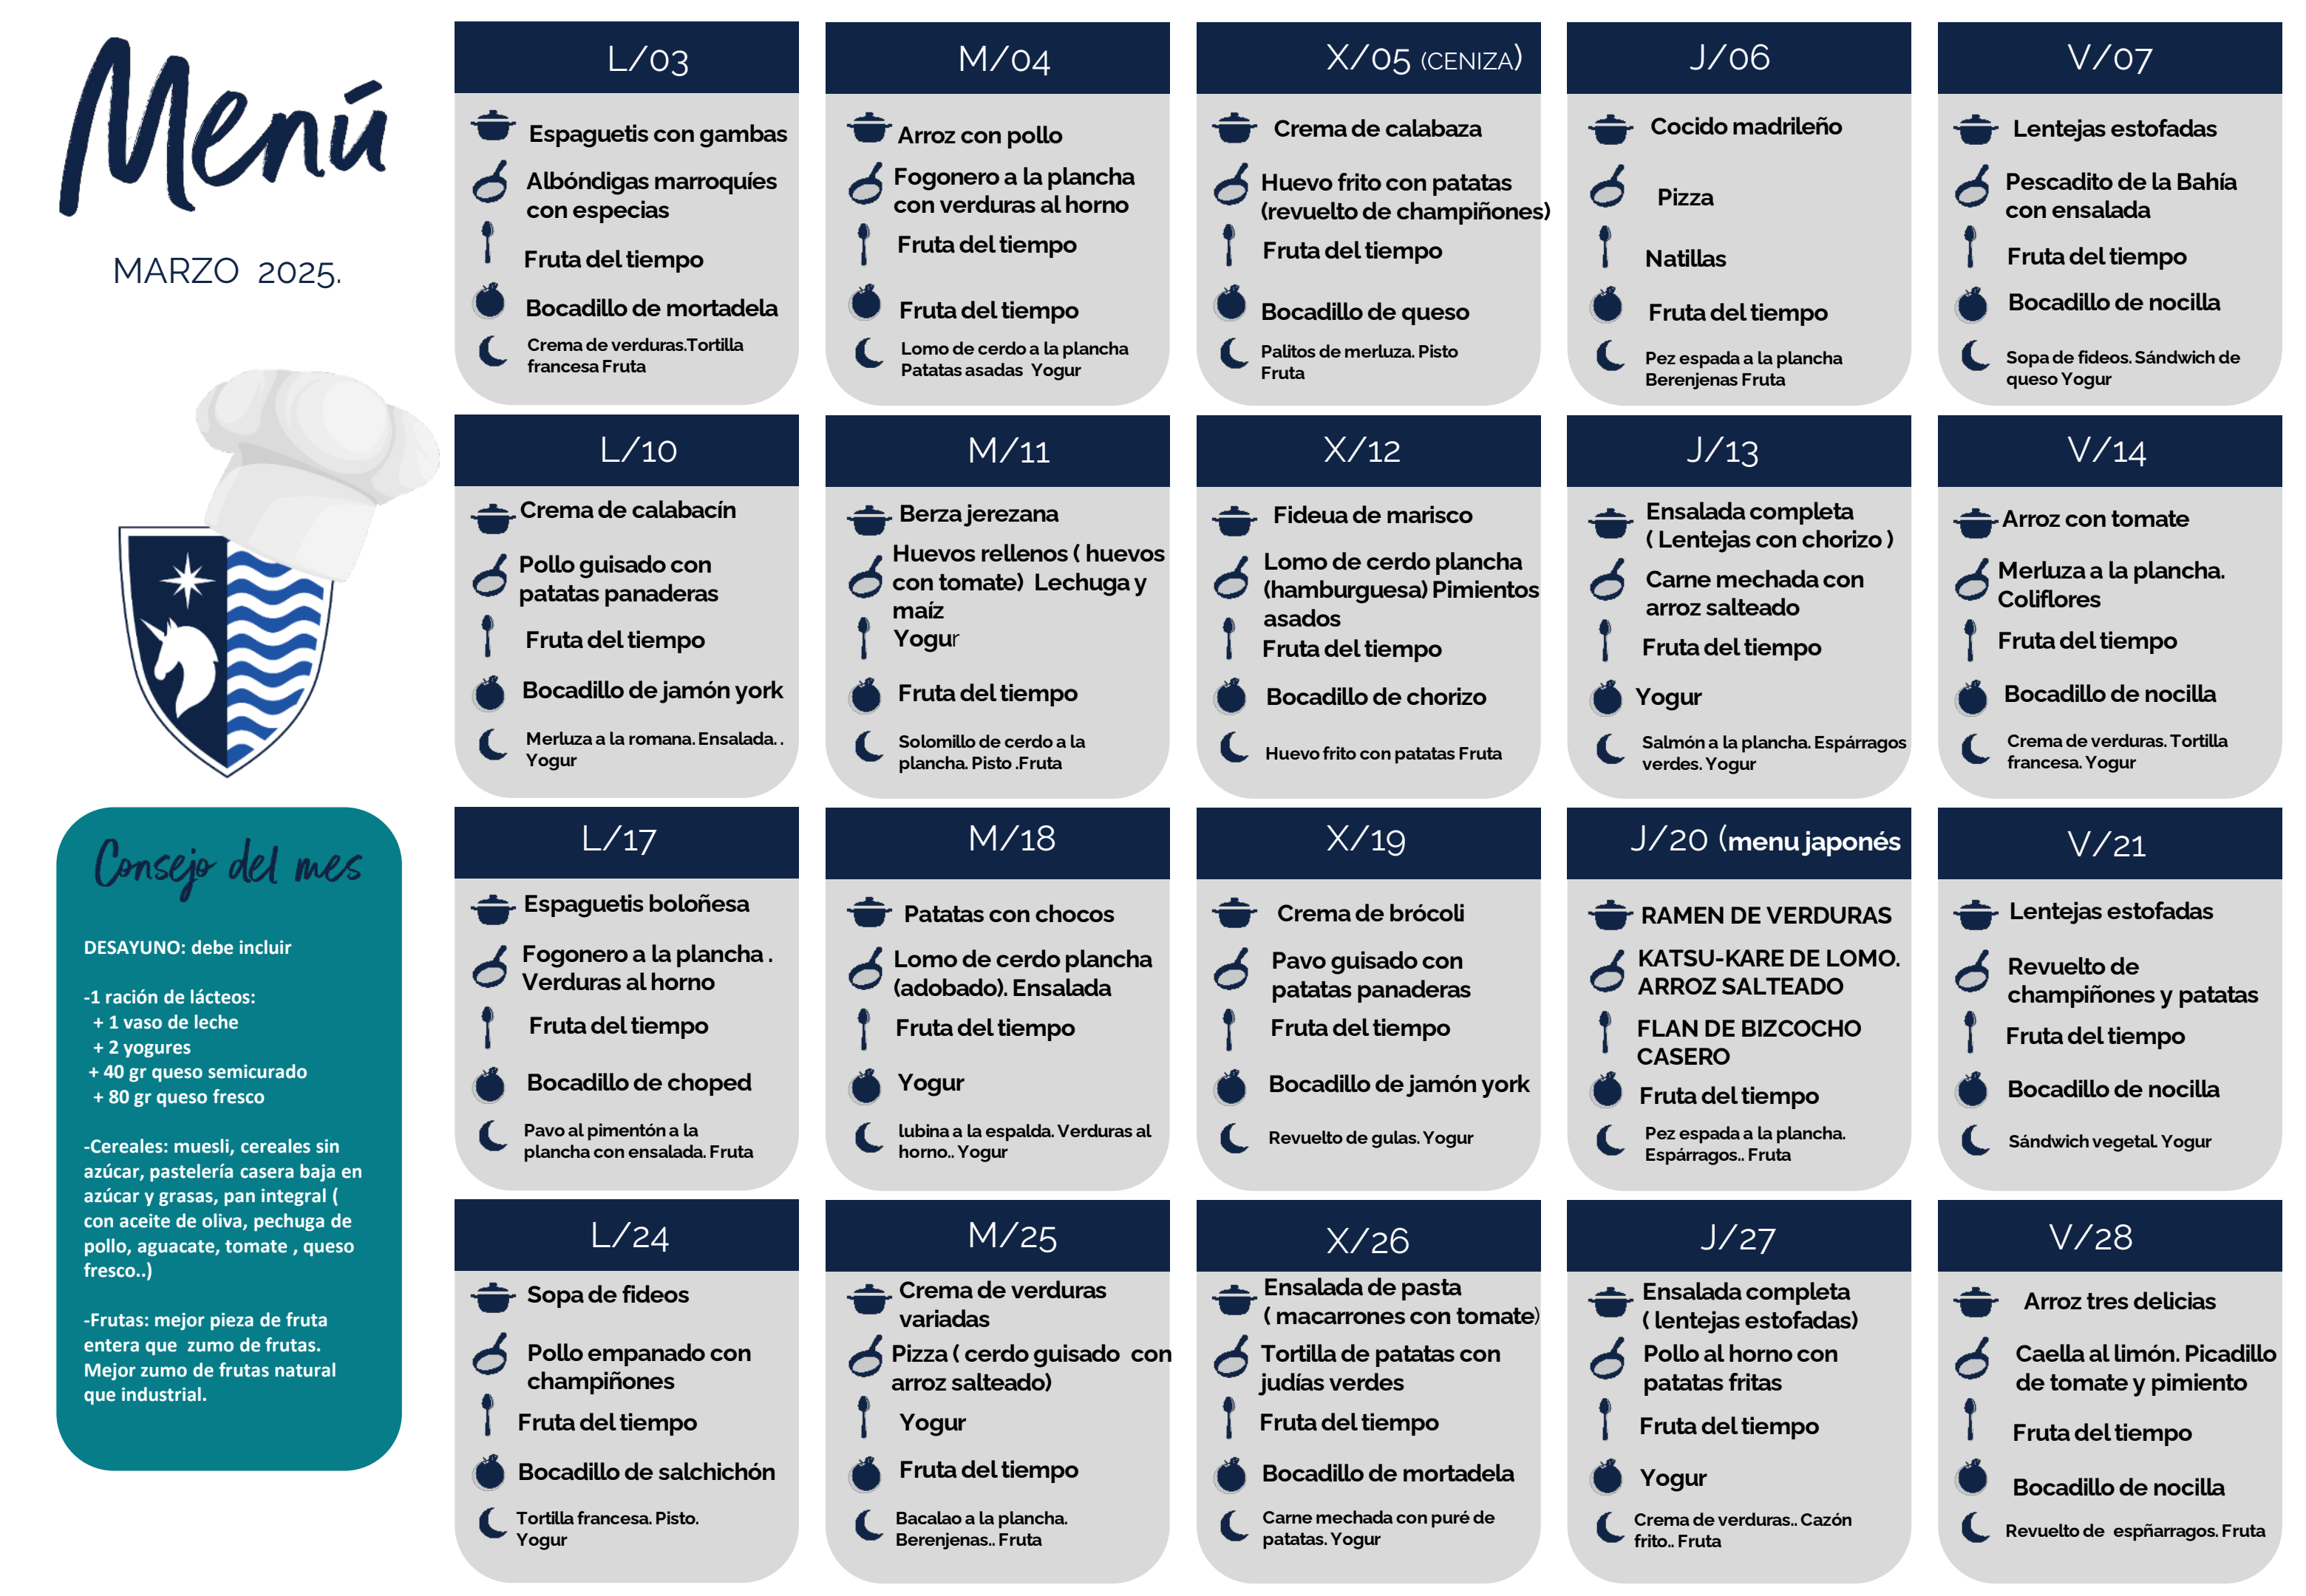 Menú
MARZO 2025.
L/03
Espaguetis con gambas
Albóndigas marroquíes
con especias
Fruta del tiempo
Bocadillo de mortadela
Crema de verduras.Tortilla
francesa Fruta
M/04
Arroz con pollo
Fogonero a la plancha
con verduras al horno
Fruta del tiempo
Fruta del tiempo
Lomo de cerdo a la plancha
Patatas asadas Yogur
X/05 (CENIZA)
Crema de calabaza
Huevo frito con patatas
(revuelto de champiñones)
Fruta del tiempo
Bocadillo de queso
Palitos de merluza. Pisto
Fruta
J/06
Cocido madrileño
Pizza
Natillas
Fruta del tiempo
Pez espada a la plancha
Berenjenas Fruta
V/07
Lentejas estofadas
Pescadito de la Bahía
con ensalada
Fruta del tiempo
Bocadillo de nocilla
Sopa de fideos. Sándwich de
queso Yogur
L/10
Crema de calabacín
Pollo guisado con
patatas panaderas
Fruta del tiempo
Bocadillo de jamón york
Merluza a la romana. Ensalada. .
Yogur
M/11
Berza jerezana
Huevos rellenos ( huevos
con tomate) Lechuga y
maíz
Yogur
Fruta del tiempo
Solomillo de cerdo a la
plancha. Pisto .Fruta
X/12
Fideua de marisco
Lomo de cerdo plancha
(hamburguesa) Pimientos
asados
Fruta del tiempo
Bocadillo de chorizo
Huevo frito con patatas Fruta
J/13
Ensalada completa
( Lentejas con chorizo )
Carne mechada con
arroz salteado
Fruta del tiempo
Yogur
Salmón a la plancha. Espárragos
verdes. Yogur
V/14
Arroz con tomate
Merluza a la plancha.
Coliflores
Fruta del tiempo
Bocadillo de nocilla
Crema de verduras. Tortilla
francesa. Yogur
Consejo del mes
DESAYUNO: debe incluir
-1 ración de lácteos:
+ 1 vaso de leche
+ 2 yogures
+ 40 gr queso semicurado
+ 80 gr queso fresco
-Cereales: muesli, cereales sin
azúcar, pastelería casera baja en
azúcar y grasas, pan integral (
con aceite de oliva, pechuga de
pollo, aguacate, tomate , queso
fresco..)
-Frutas: mejor pieza de fruta
entera que zumo de frutas.
Mejor zumo de frutas natural
que industrial.
L/17
Espaguetis boloñesa
Fogonero a la plancha .
Verduras al horno
Fruta del tiempo
Bocadillo de choped
Pavo al pimentón a la
plancha con ensalada. Fruta
M/18
Patatas con chocos
Lomo de cerdo plancha
(adobado). Ensalada
Fruta del tiempo
Yogur
lubina a la espalda. Verduras al
horno.. Yogur
X/19
Crema de brócoli
Pavo guisado con
patatas panaderas
Fruta del tiempo
Bocadillo de jamón york
Revuelto de gulas. Yogur
J/20 (menu japonés
RAMEN DE VERDURAS
KATSU-KARE DE LOMO.
ARROZ SALTEADO
FLAN DE BIZCOCHO
CASERO
Fruta del tiempo
Pez espada a la plancha.
Espárragos.. Fruta
V/21
Lentejas estofadas
Revuelto de
champiñones y patatas
Fruta del tiempo
Bocadillo de nocilla
Sándwich vegetal. Yogur
L/24
Sopa de fideos
Pollo empanado con
champiñones
Fruta del tiempo
Bocadillo de salchichón
Tortilla francesa. Pisto.
Yogur
M/25
Crema de verduras
variadas
Pizza ( cerdo guisado con
arroz salteado)
Yogur
Fruta del tiempo
Bacalao a la plancha.
Berenjenas.. Fruta
X/26
Ensalada de pasta
( macarrones con tomate)
Tortilla de patatas con
judías verdes
Fruta del tiempo
Bocadillo de mortadela
Carne mechada con puré de
patatas. Yogur
J/27
Ensalada completa
( lentejas estofadas)
Pollo al horno con
patatas fritas
Fruta del tiempo
Yogur
Crema de verduras.. Cazón
frito.. Fruta
V/28
Arroz tres delicias
Caella al limón. Picadillo
de tomate y pimiento
Fruta del tiempo
Bocadillo de nocilla
Revuelto de espñarragos. Fruta